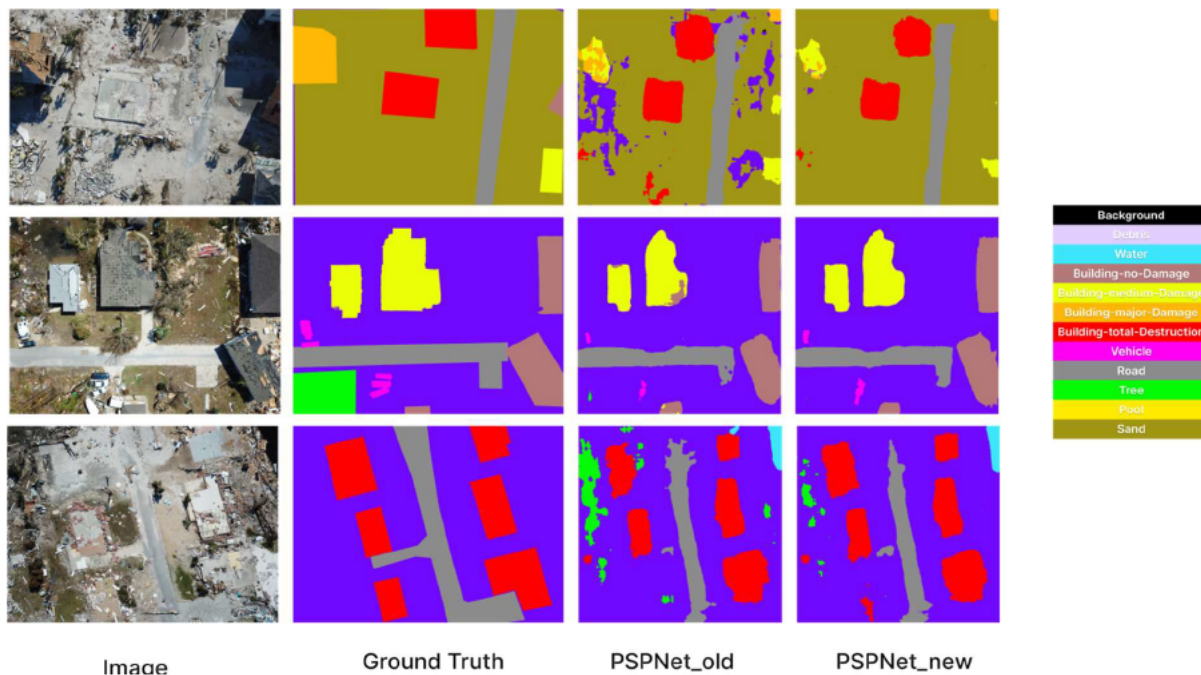 Background
Debris
Water
Building-no-Damage
Building-medium-Damage
Building-major-Damage
Building-total-Destruction
Vehicle
Road
Tree
Pool
Sand
Image
Ground Truth
PSPNet_old
PSPNet_new